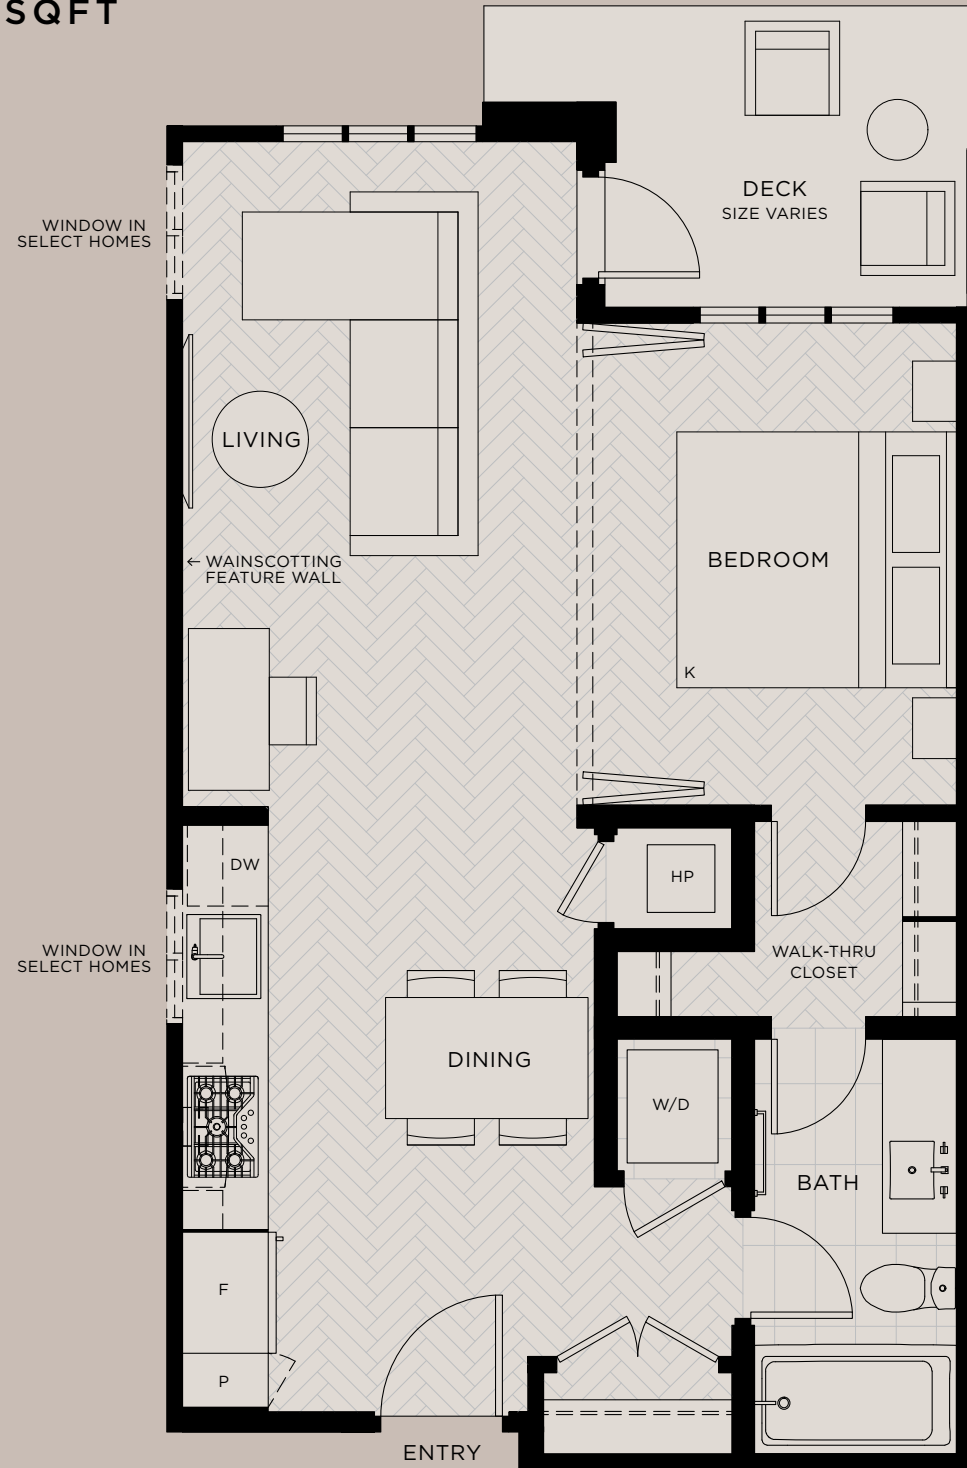 SQFT
DECK
SIZE VARIES
WINDOW IN
SELECT HOMES
LIVING
← WAINSCOTTING
FEATURE WALL
BEDROOM
K
DW
HP
WINDOW IN
SELECT HOMES
WALK-THRU
CLOSET
DINING
W/D
BATH
F
P
ENTRY